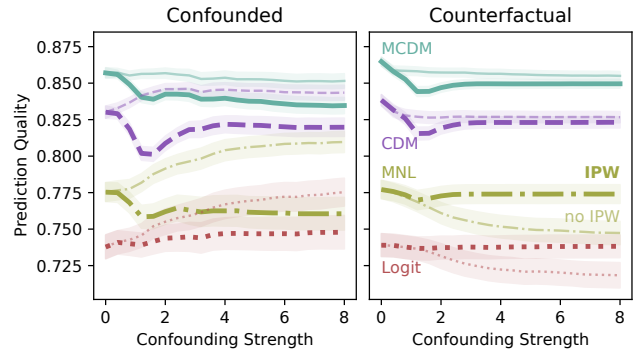 Confounded
Counterfactual
Prediction Quality
0.875
0.850
0.825
0.800
0.775
0.750
0.725
MCDM
CDM
MNL
IPW
no IPW
Logit
0 2 4 6 8
0 2 4 6 8
Confounding Strength
Confounding Strength